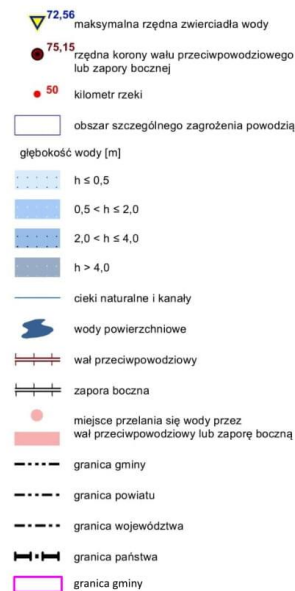 72,56 maksymalna rzędna zwierciadła wody
75,15 rzędna korony wału przeciwpowodziowego
lub zapory bocznej
50 kilometr rzeki
obszar szczególnego zagrożenia powodzią
głębokość wody [m]
h ≤ 0,5
0,5 < h ≤ 2,0
2,0 < h ≤ 4,0
h > 4,0
cieki naturalne i kanały
wody powierzchniowe
wał przeciwpowodziowy
zapora boczna
miejsce przelania się wody przez
wał przeciwpowodziowy lub zaporę boczną
granica gminy
granica powiatu
granica województwa
granica państwa
granica gminy